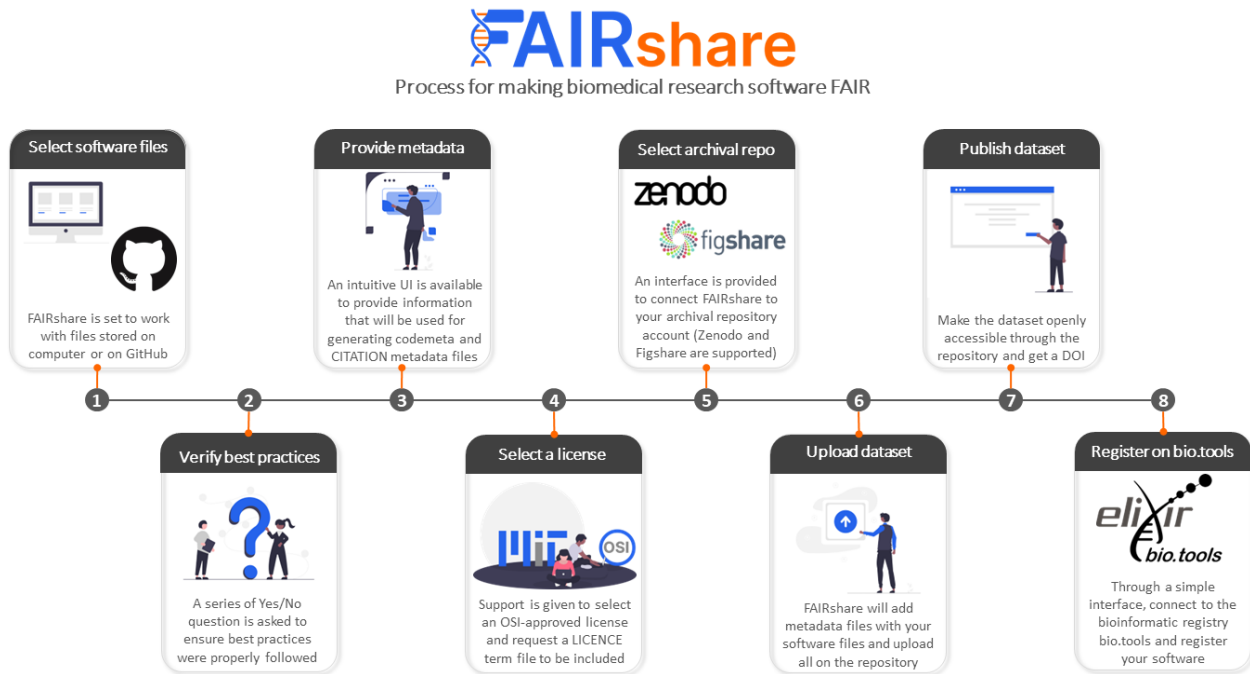 FAIRshare
Process for making biomedical research software FAIR
Select software files
FAIRshare is set to work
with files stored on
computer or on GitHub
1
Verify best practices
A series of Yes/No
question is asked to
ensure best practices
were properly followed
2
Provide metadata
An intuitive UI is available
to provide information
that will be used for
generating codemeta and
CITATION metadata files
3
Select a license
MiT
OSI
Support is given to select
an OSI-approved license
and request a LICENCE
term file to be included
4
Select archival repo
zenodo
figshare
An interface is provided
to connect FAIRshare to
your archival repository
account (Zenodo and
Figshare are supported)
5
Upload dataset
FAIRshare will add
metadata files with your
software files and upload
all on the repository
6
Publish dataset
Make the dataset openly
accessible through the
repository and get a DOI
7
Register on bio.tools
elixir
bio.tools
Through a simple
interface, connect to the
bioinformatic registry
bio.tools and register
your software
8